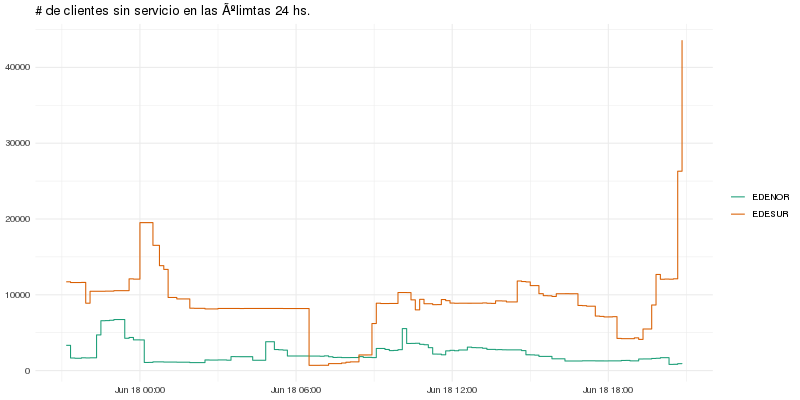 # de clientes sin servicio en las Ãºlimtas 24 hs.
40000
30000
20000
10000
0
Jun 18 00:00
Jun 18 06:00
Jun 18 12:00
Jun 18 18:00
EDENOR
EDESUR